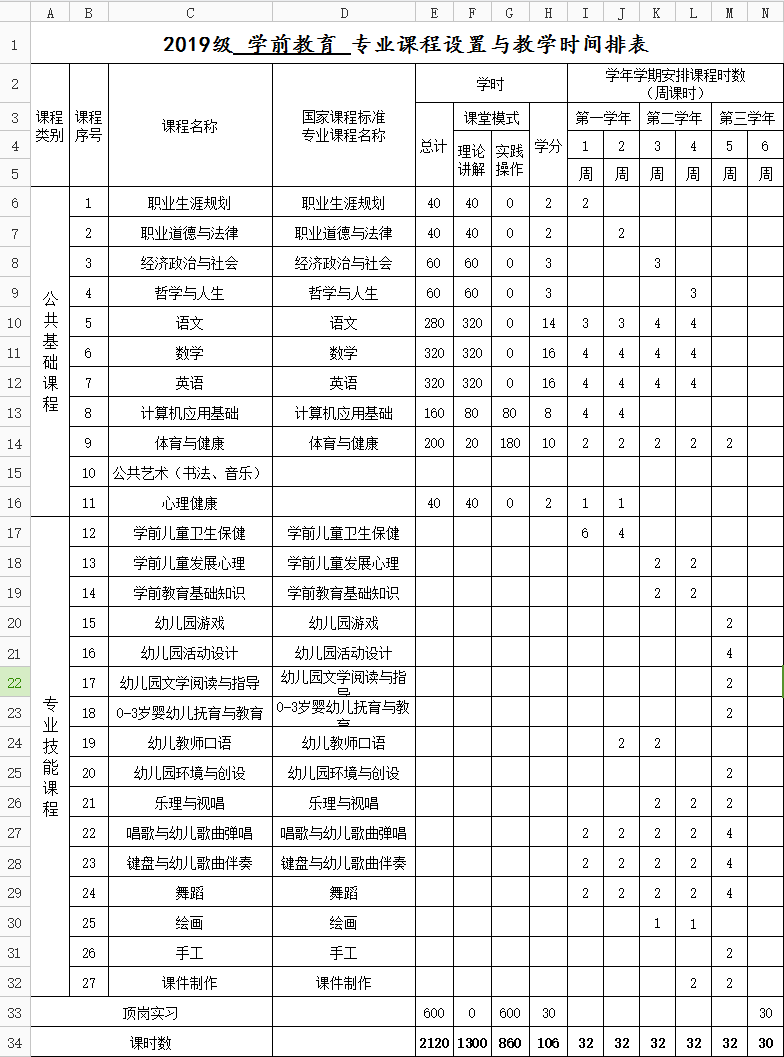 A B C D E F G H I J K L M N
1 2019级 学前教育 专业课程设置与教学时间排表
2 学时 学年学期安排课程时数
（周课时）
3 课程类别 课程序号 课程名称 国家课程标准专业课程名称 总计 课堂模式 学分 第一学年 第二学年 第三学年
4 理论讲解 实践操作 1 2 3 4 5 6
5 周 周 周 周 周 周
公共基础课程
6 1 职业生涯规划 职业生涯规划 40 40 0 2 2
7 2 职业道德与法律 职业道德与法律 40 40 0 2 2
8 3 经济政治与社会 经济政治与社会 60 60 0 3 3
9 4 哲学与人生 哲学与人生 60 60 0 3 3
10 5 语文 语文 280 320 0 14 3 3 4 4
11 6 数学 数学 320 320 0 16 4 4 4 4
12 7 英语 英语 320 320 0 16 4 4 4 4
13 8 计算机应用基础 计算机应用基础 160 80 80 8 4 4
14 9 体育与健康 体育与健康 200 20 180 10 2 2 2 2 2
15 10 公共艺术（书法、音乐）
16 11 心理健康 40 40 0 2 1 1
专业技能课程
17 12 学前儿童卫生保健 学前儿童卫生保健 6 4
18 13 学前儿童发展心理 学前儿童发展心理 2 2
19 14 学前教育基础知识 学前教育基础知识 2 2
20 15 幼儿园游戏 幼儿园游戏 2
21 16 幼儿园活动设计 幼儿园活动设计 4
22 17 幼儿园文学阅读与指导 幼儿园文学阅读与指导 2
23 18 0-3岁婴幼儿抚育与教育 0-3岁婴幼儿抚育与教育 2
24 19 幼儿教师口语 幼儿教师口语 2 2
25 20 幼儿园环境与创设 幼儿园环境与创设 2
26 21 乐理与视唱 乐理与视唱 2 2 2
27 22 唱歌与幼儿歌曲弹唱 唱歌与幼儿歌曲弹唱 2 2 2 2 4
28 23 键盘与幼儿歌曲伴奏 键盘与幼儿歌曲伴奏 2 2 2 2 4
29 24 舞蹈 舞蹈 2 2 2 2 4
30 25 绘画 绘画 1 1
31 26 手工 手工 2
32 27 课件制作 课件制作 2 2
33 顶岗实习 600 0 600 30 30
34 课时数 2120 1300 860 106 32 32 32 32 32 30